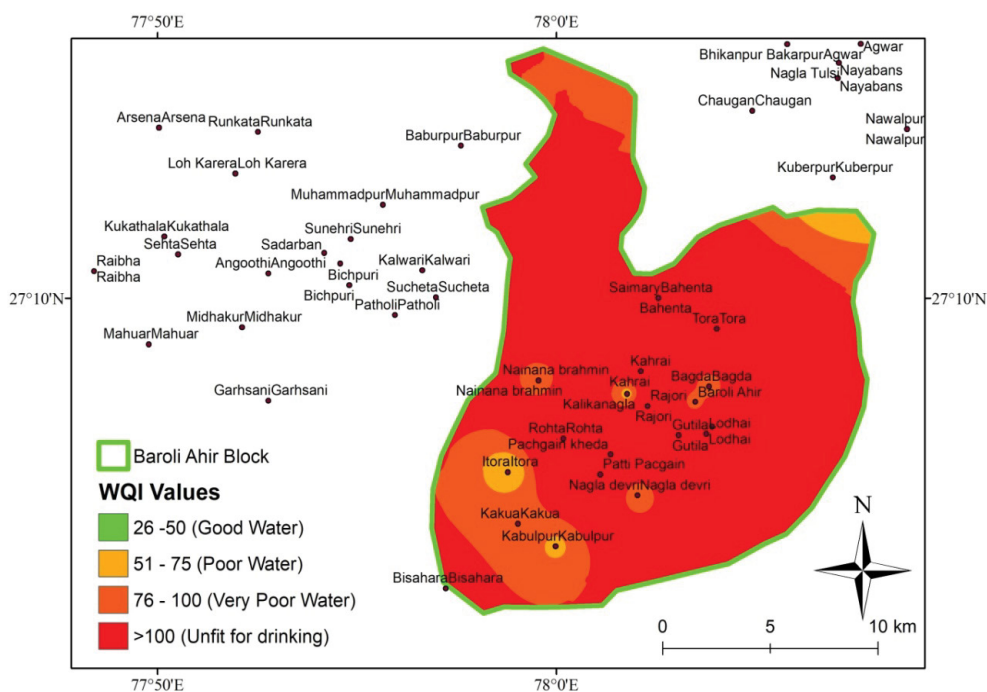 77°50'E
78°0'E
Bhikanpur BakarpurAgwar
Agwar
Nagla Tulsi
Nayabans
Nayabans
ChauganChaugan
Nawalpur
Nawalpur
ArsenaArsena
RunkataRunkata
BaburpurBaburpur
Loh KareraLoh Karera
KuberpurKuberpur
MuhammadpurMuhammadpur
KukathalaKukathala
SunehriSunehri
SehtaSehta
Sadarban
Raibha
Raibha
AngoothiAngoothi
KalwariKalwari
Bichpuri
Bichpuri
SuchetaSucheta
SaimaryBahenta
Bahenta
27°10'N
27°10'N
PatholiPatholi
MidhakurMidhakur
ToraTora
MahuarMahuar
Kahrai
Nainana brahmin
Nainana brahmin
Kahrai
BagdaBagda
GarhsaniGarhsani
Kalikanagla
Rajori
Rajori
Baroli Ahir
RohtaRohta
Gutila
Gutila
Lodhai
Lodhai
Pachgain kheda
ItoraItora
Patti Pacgain
Nagla devriNagla devri
KakuaKakua
KabulpurKabulpur
BisaharaBisahara
Baroli Ahir Block
WQI Values
26 -50 (Good Water)
51 - 75 (Poor Water)
76 - 100 (Very Poor Water)
>100 (Unfit for drinking)
N
0 5 10 km
77°50'E
78°0'E